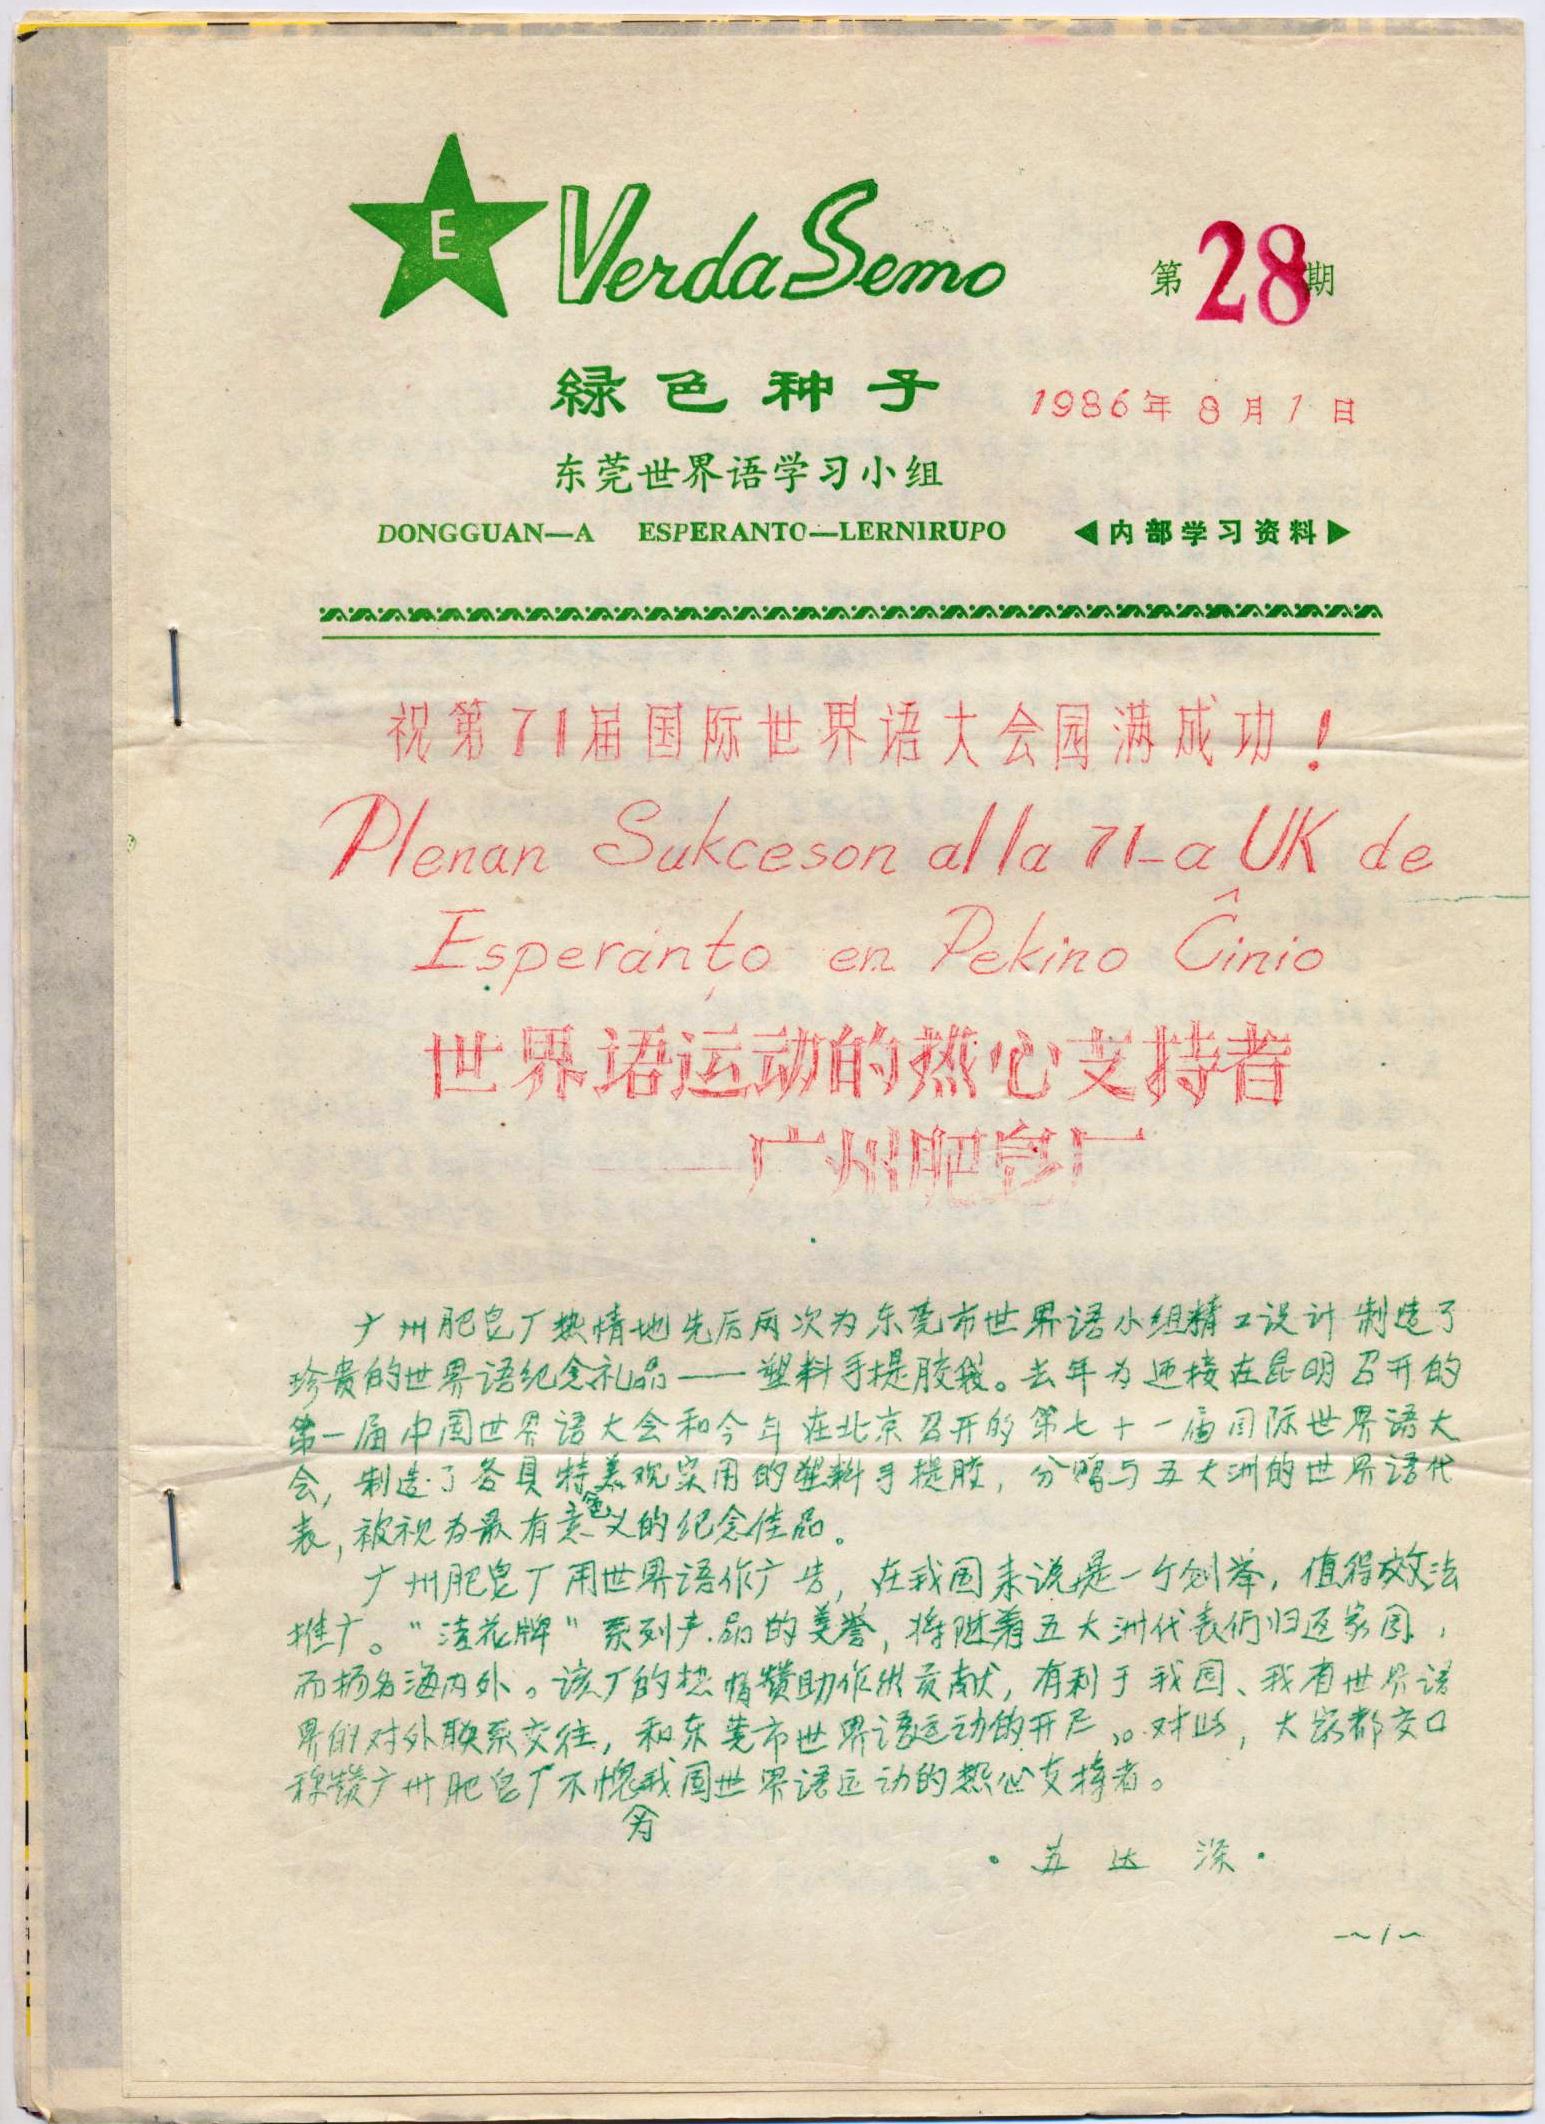 E Verda Semo 第28期
緑色种子 1986年8月1日
东莞世界语学习小组
DONGGUAN—A ESPERANTO—LERNIRUPO ◀内部学习资料▶
祝第71届国际世界语大会园满成功！
Plenan Sukceson al la 71-a UK de
Esperanto en Pekino Ĉinio
世界语运动的热心支持者
——广州肥皂厂
广州肥皂厂热情地先后两次为东莞市世界语小组精工设计制造了
珍贵的世界语纪念礼品——塑料手提胶袋。去年为迎接在昆明召开的
第一届中国世界语大会和今年在北京召开的第七十一届国际世界语大
会，制造了各具特色美观实用的塑料手提胶，分赠与五大洲的世界语代
表，被视为最有意义的纪念佳品。
广州肥皂厂用世界语作广告，在我国来说是一个创举，值得效法
推广。“洁花牌”系列产品的美誉，将随着五大洲代表们归返家园，
而扬名海内外。该厂的热情赞助作出贡献，有利于我国、我省世界语
界的对外联系交往，和东莞市世界语运动的开展。对此，大家都交口
称赞广州肥皂厂不愧为我国世界语运动的热心支持者。
·苏达深·
~1~